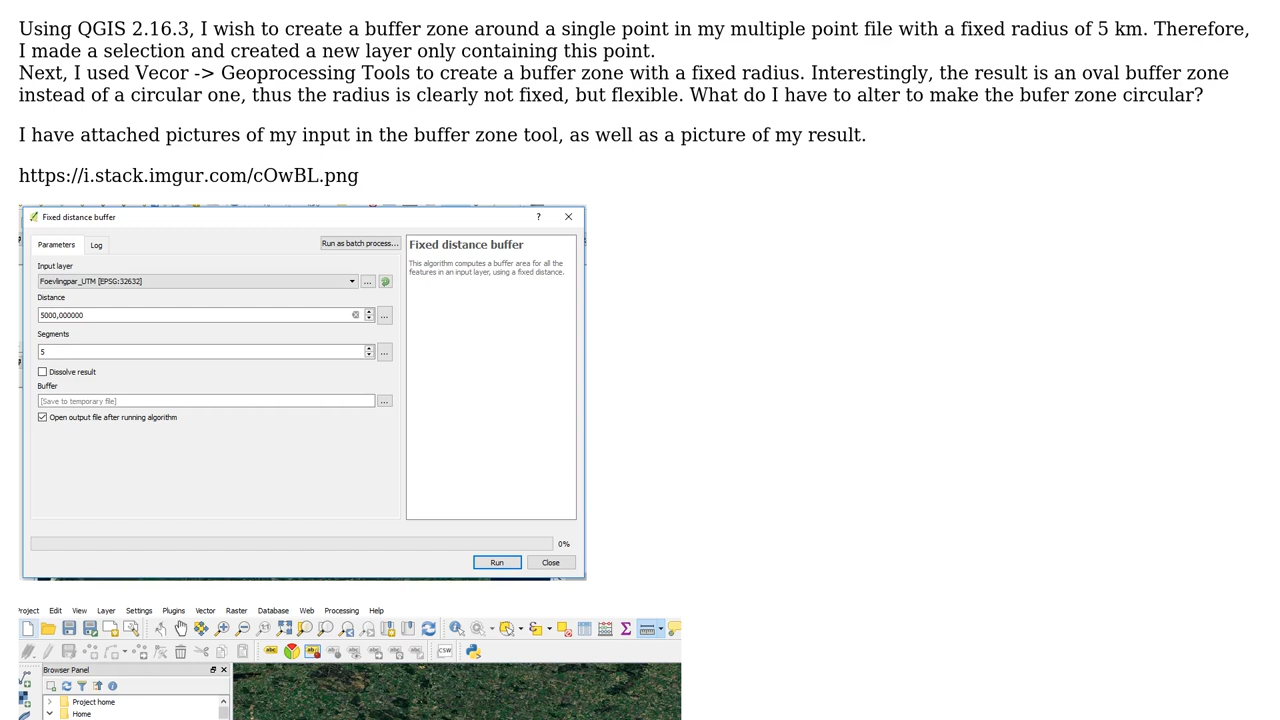 Using QGIS 2.16.3, I wish to create a buffer zone around a single point in my multiple point file with a fixed radius of 5 km. Therefore,
I made a selection and created a new layer only containing this point.
Next, I used Vecor -> Geoprocessing Tools to create a buffer zone with a fixed radius. Interestingly, the result is an oval buffer zone
instead of a circular one, thus the radius is clearly not fixed, but flexible. What do I have to alter to make the bufer zone circular?
I have attached pictures of my input in the buffer zone tool, as well as a picture of my result.
https://i.stack.imgur.com/cOwBL.png
Fixed distance buffer
?
Parameters
Log
Run as batch process...
Fixed distance buffer
This algorithm computes a buffer area for all the
features in an input layer, using a fixed distance.
Input layer
Foevlingpar_UTM [EPSG:32632]
...
Distance
5000,000000
...
Segments
5
...
Dissolve result
Buffer
[Save to temporary file]
...
Open output file after running algorithm
0%
Run
Close
roject Edit View Layer Settings Plugins Vector Raster Database Web Processing Help
abc
ab
CSW
Browser Panel
Project home
Home